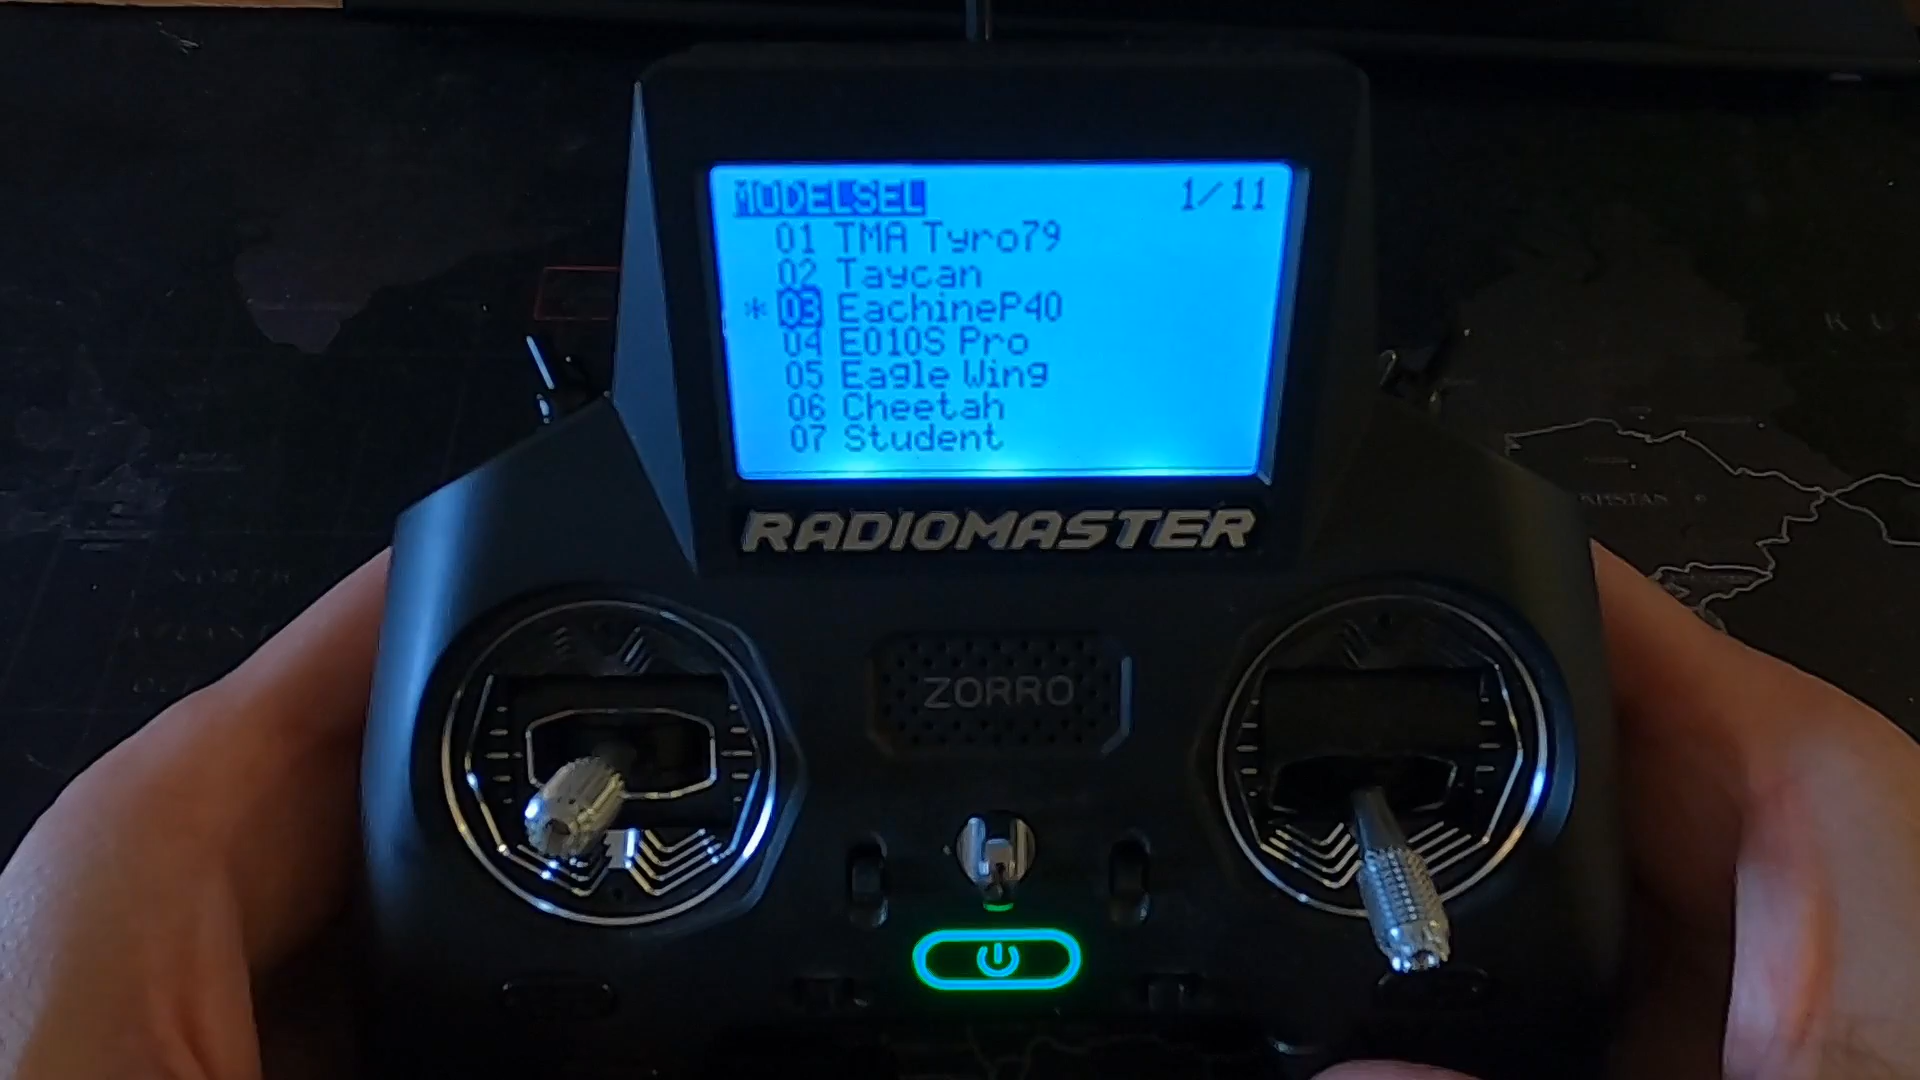 MODELSEL 1/11
01 TMA Tyro79
02 Taycan
* 03 EachineP40
04 E010S Pro
05 Eagle Wing
06 Cheetah
07 Student
RADIOMASTER
ZORRO